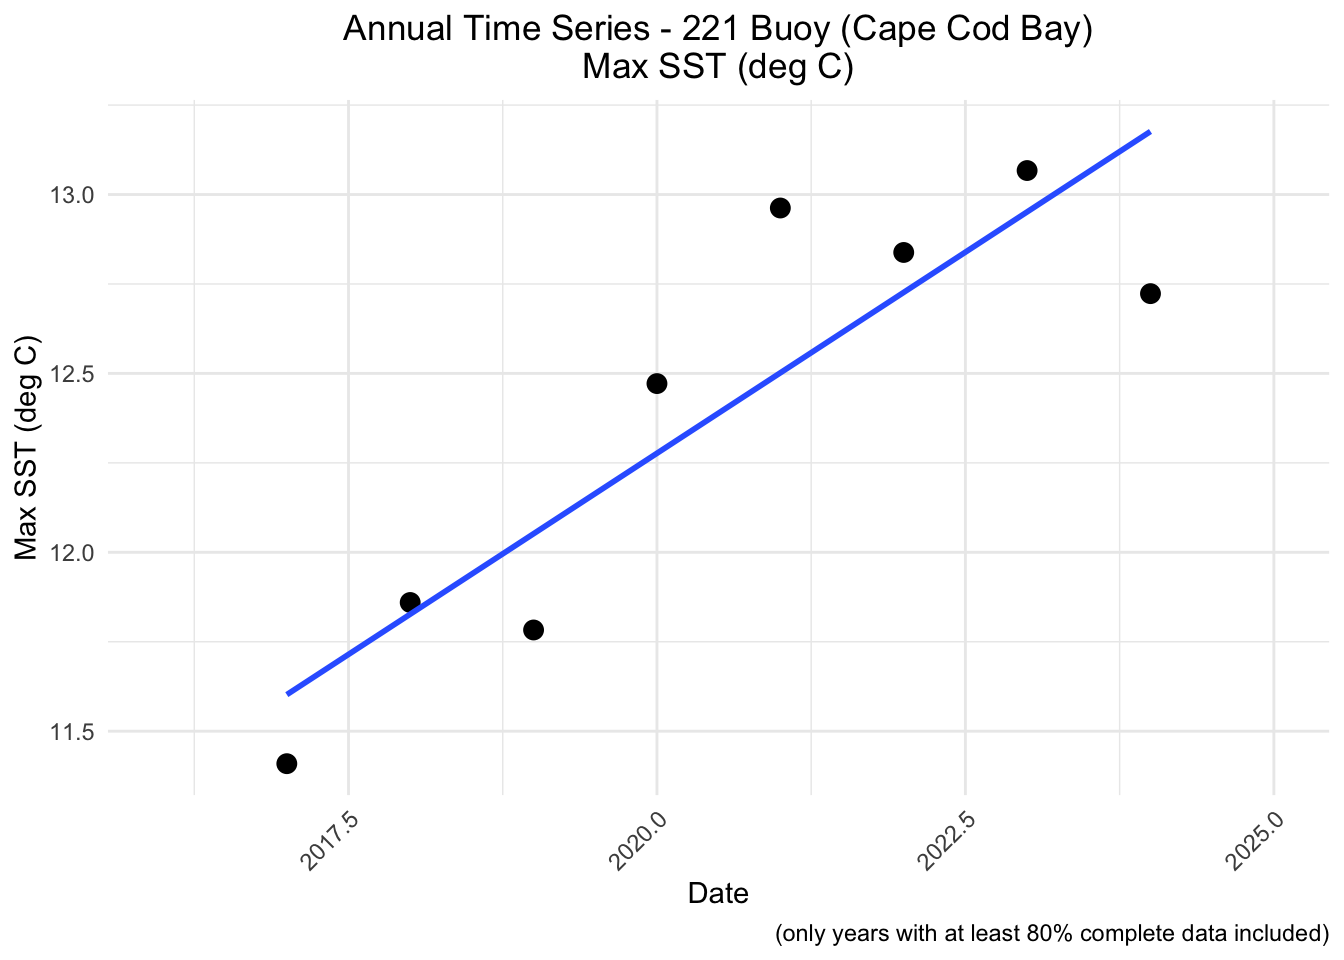 Annual Time Series - 221 Buoy (Cape Cod Bay)
Max SST (deg C)
Max SST (deg C)
13.0
12.5
12.0
11.5
2017.5
2020.0
2022.5
2025.0
Date
(only years with at least 80% complete data included)